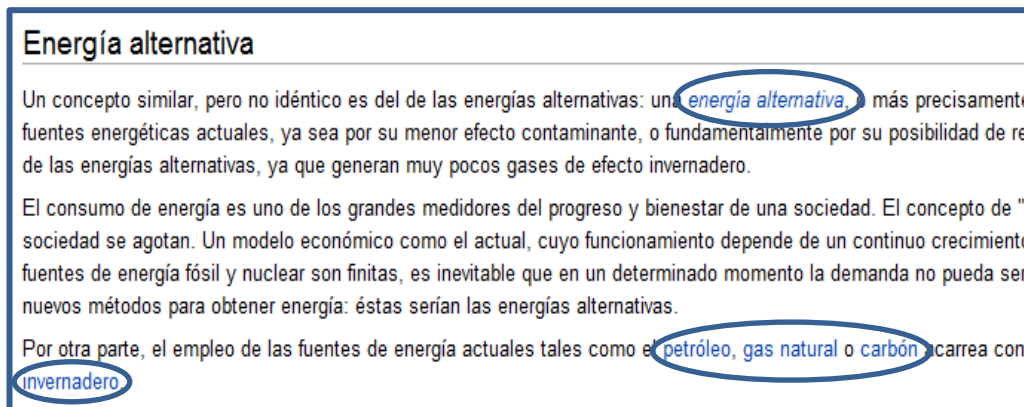 Energía alternativa
Un concepto similar, pero no idéntico es del de las energías alternativas: una energía alternativa, o más precisamente
fuentes energéticas actuales, ya sea por su menor efecto contaminante, o fundamentalmente por su posibilidad de re
de las energías alternativas, ya que generan muy pocos gases de efecto invernadero.
El consumo de energía es uno de los grandes medidores del progreso y bienestar de una sociedad. El concepto de "
sociedad se agotan. Un modelo económico como el actual, cuyo funcionamiento depende de un continuo crecimiento
fuentes de energía fósil y nuclear son finitas, es inevitable que en un determinado momento la demanda no pueda ser
nuevos métodos para obtener energía: éstas serían las energías alternativas.
Por otra parte, el empleo de las fuentes de energía actuales tales como el petróleo, gas natural o carbón acarrea con
invernadero.